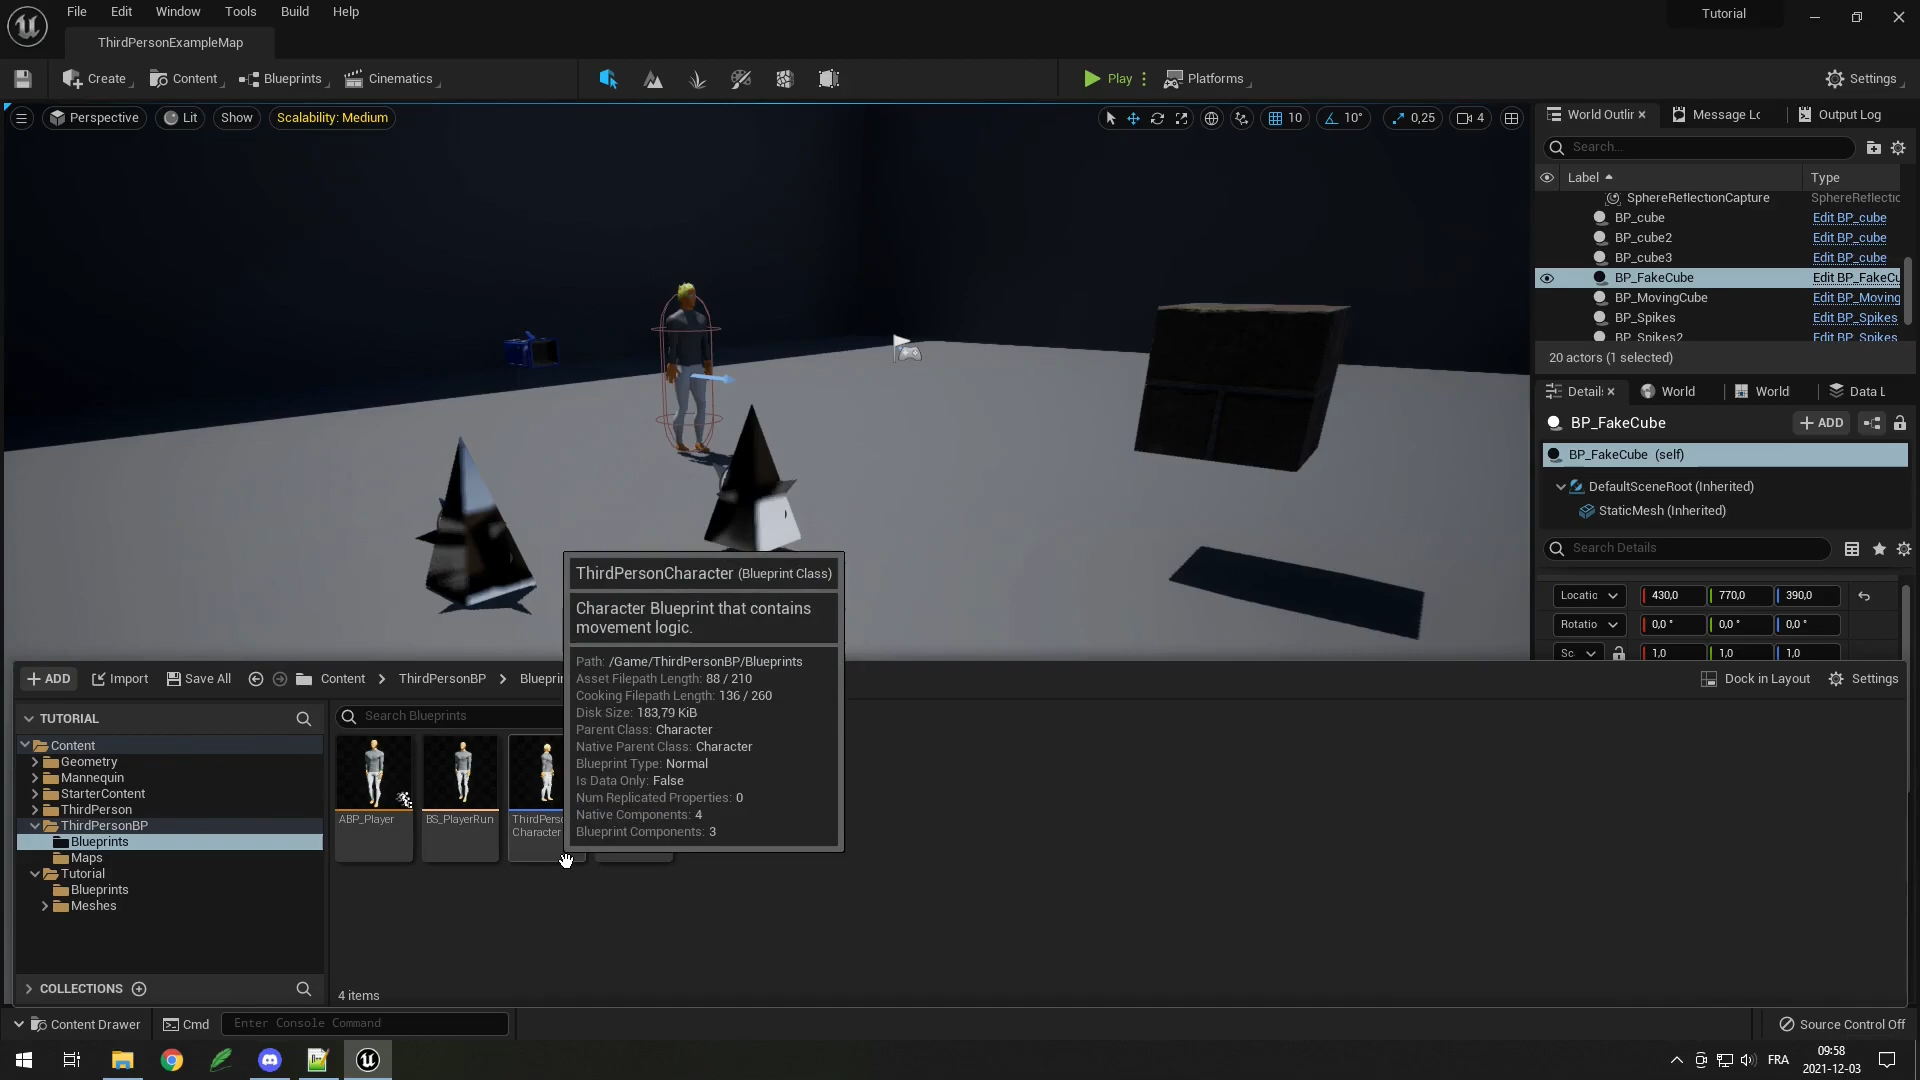 File Edit Window Tools Build Help
Tutorial
ThirdPersonExampleMap
Create Content Blueprints Cinematics
Play Platforms
Settings
Perspective Lit Show Scalability: Medium
10 10° 0,25 4
World Outlir Message Lc Output Log
Search...
Label Type
SphereReflectionCapture SphereReflectic
BP_cube Edit BP_cube
BP_cube2 Edit BP_cube
BP_cube3 Edit BP_cube
BP_FakeCube Edit BP_FakeCu
BP_MovingCube Edit BP_Moving
BP_Spikes Edit BP_Spikes
BP_Spikes2 Edit BP_Spikes
20 actors (1 selected)
Details World World Data L
BP_FakeCube ADD
BP_FakeCube (self)
DefaultSceneRoot (Inherited)
StaticMesh (Inherited)
Search Details
Locatic 430,0 770,0 390,0
Rotatio 0,0 ° 0,0 ° 0,0 °
Sc 1,0 1,0 1,0
ThirdPersonCharacter (Blueprint Class)
Character Blueprint that contains
movement logic.
Path: /Game/ThirdPersonBP/Blueprints
Asset Filepath Length: 88 / 210
Cooking Filepath Length: 136 / 260
Disk Size: 183,79 KiB
Parent Class: Character
Native Parent Class: Character
Blueprint Type: Normal
Is Data Only: False
Num Replicated Properties: 0
Native Components: 4
Blueprint Components: 3
ADD Import Save All Content ThirdPersonBP Blueprin
Dock in Layout Settings
TUTORIAL
Content
Geometry
Mannequin
StarterContent
ThirdPerson
ThirdPersonBP
Blueprints
Maps
Tutorial
Blueprints
Meshes
COLLECTIONS
Search Blueprints
ABP_Player
BS_PlayerRun
ThirdPerso
Character
4 items
Content Drawer Cmd Enter Console Command
Source Control Off
FRA
09:58
2021-12-03